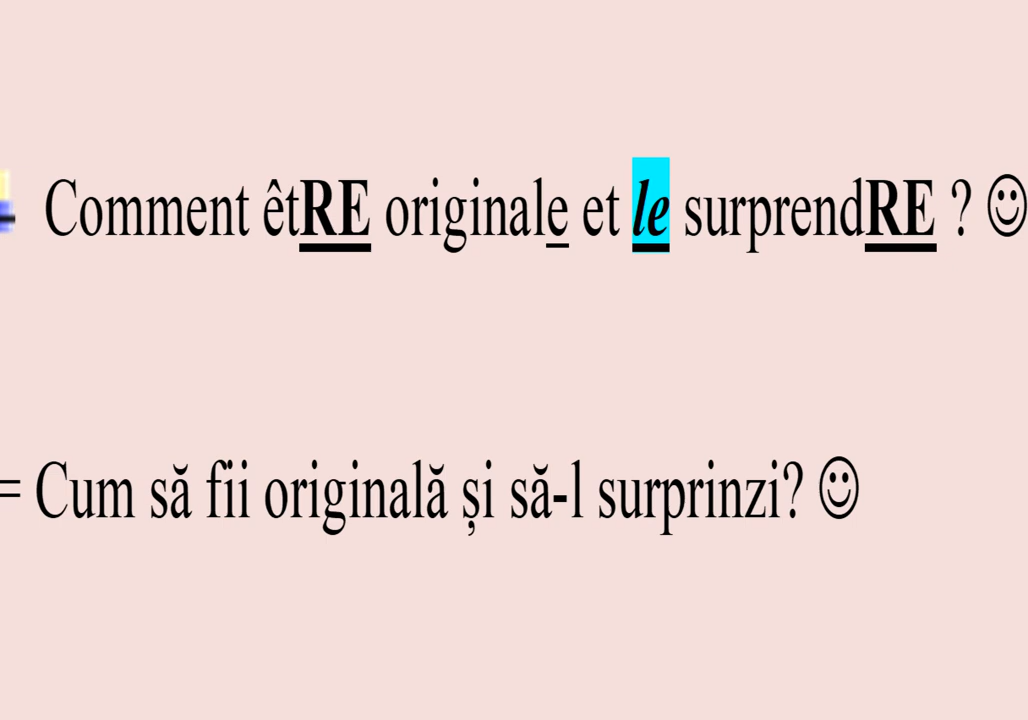 Comment êtRE originale et le surprendRE ? ☺
= Cum să fii originală și să-l surprinzi? ☺